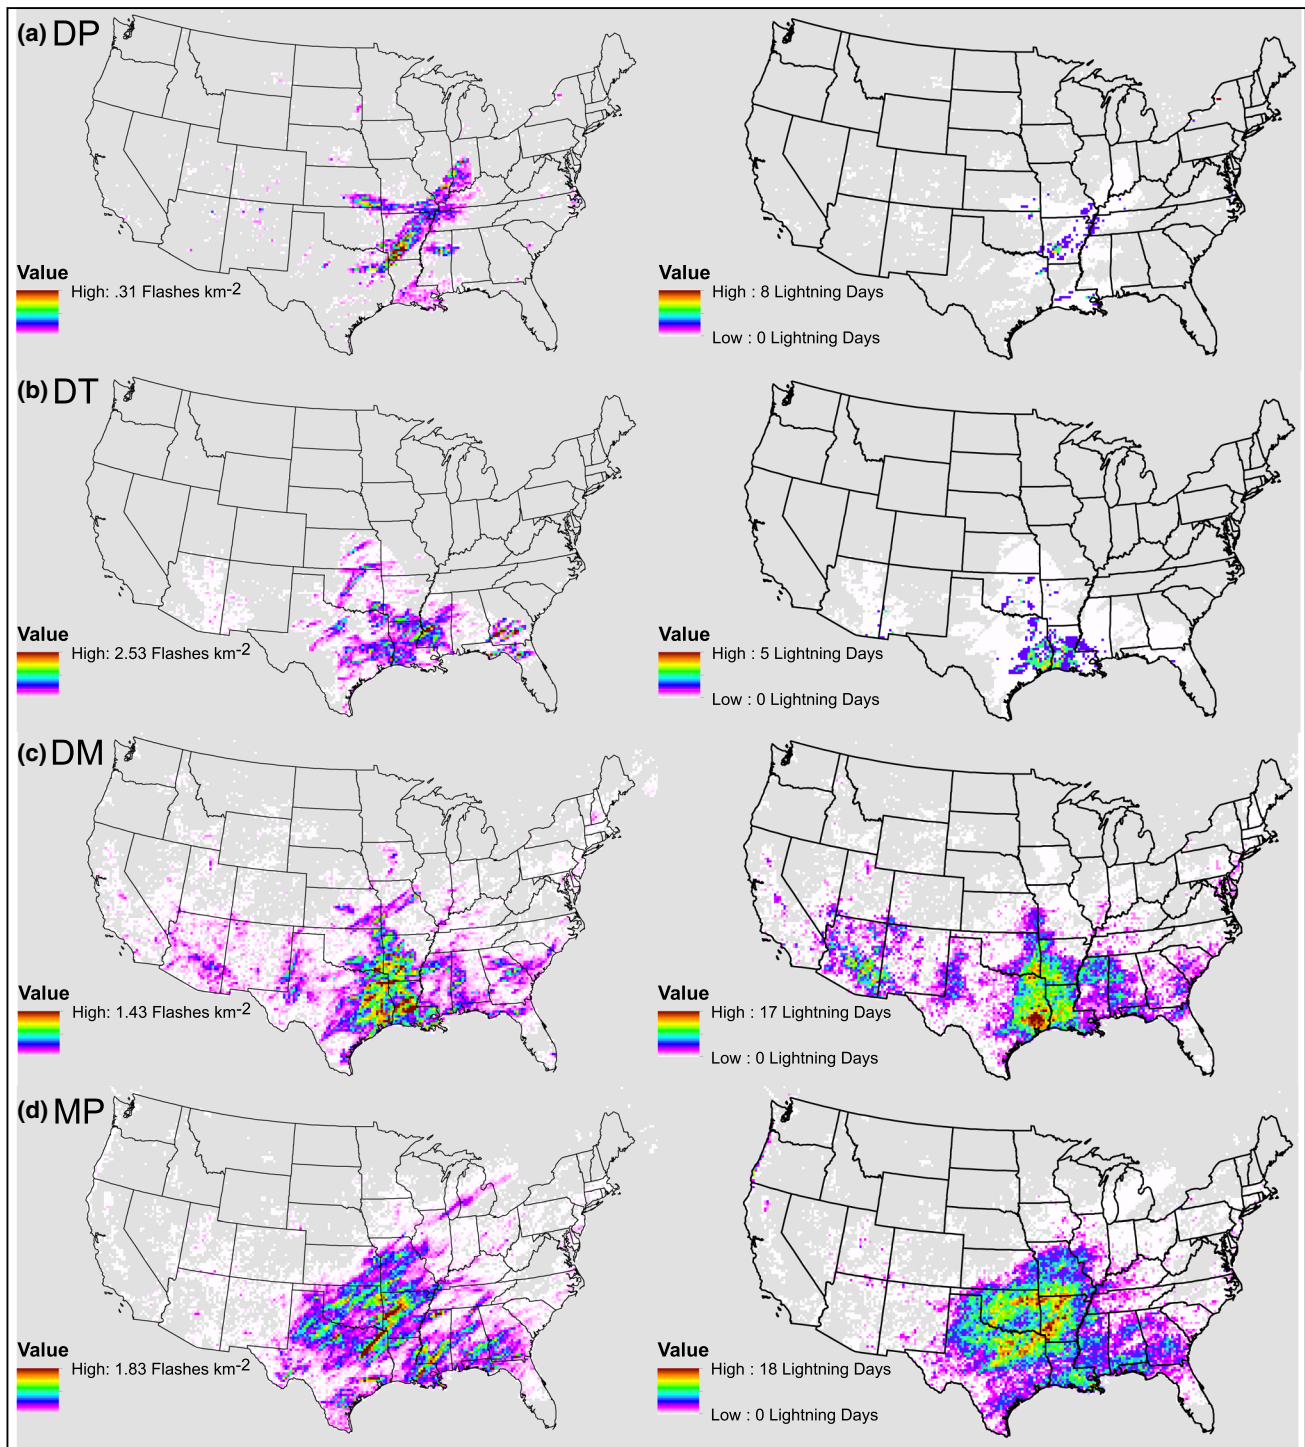 (a) DP
Value
High: .31 Flashes km-2
Value
High : 8 Lightning Days
Low : 0 Lightning Days
(b) DT
Value
High: 2.53 Flashes km-2
Value
High : 5 Lightning Days
Low : 0 Lightning Days
(c) DM
Value
High: 1.43 Flashes km-2
Value
High : 17 Lightning Days
Low : 0 Lightning Days
(d) MP
Value
High: 1.83 Flashes km-2
Value
High : 18 Lightning Days
Low : 0 Lightning Days